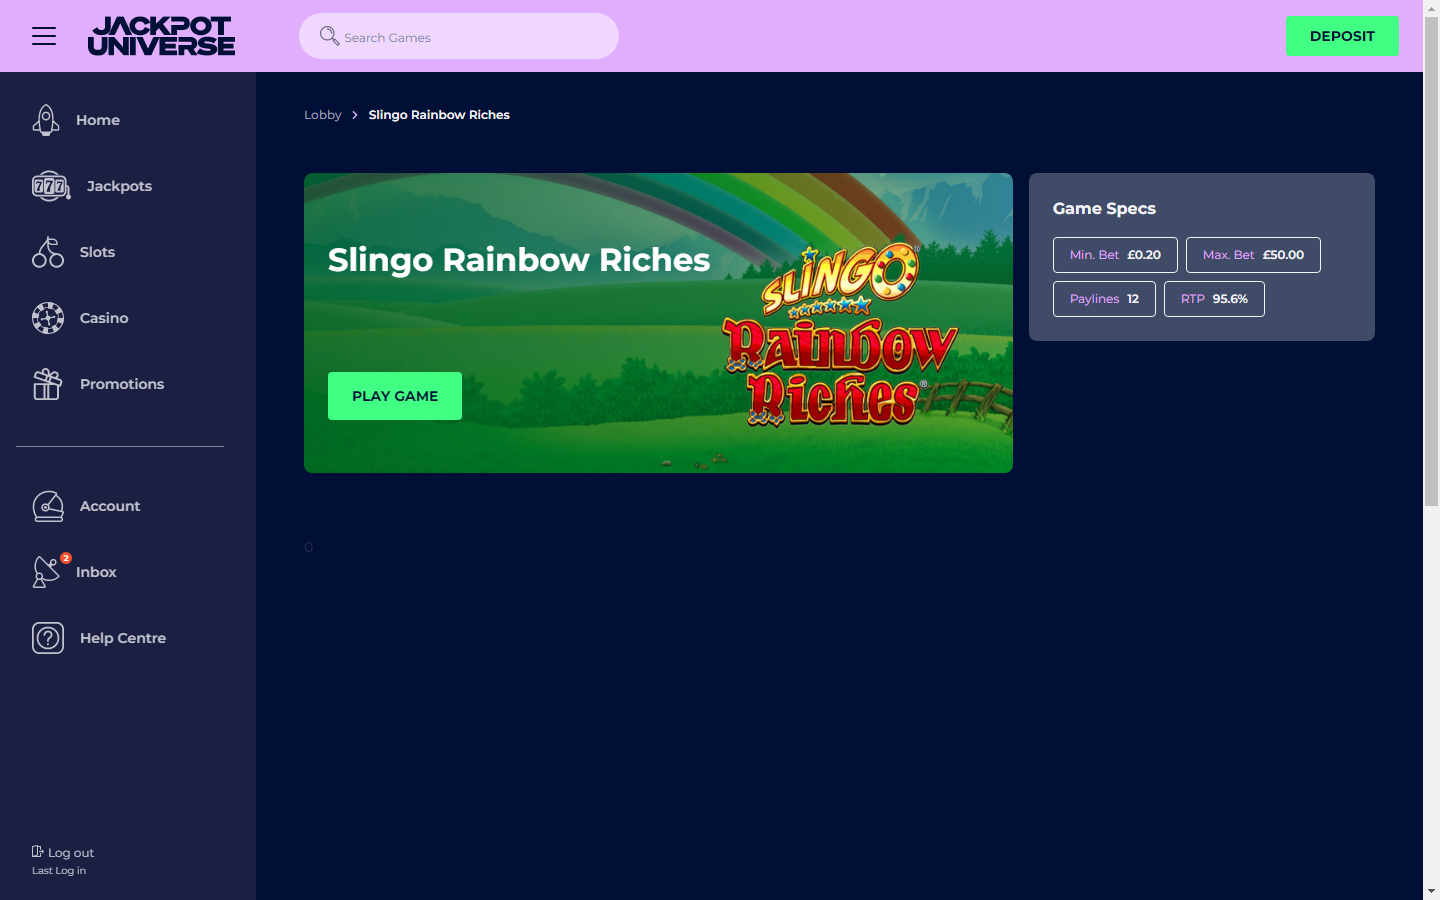 JACKPOT
UNIVERSE
Search Games
DEPOSIT
Home
Jackpots
Slots
Casino
Promotions
Account
2
Inbox
Help Centre
Log out
Last Log in
Lobby > Slingo Rainbow Riches
Slingo Rainbow Riches
PLAY GAME
SLINGO®
Rainbow
Riches®
Game Specs
Min. Bet £0.20 Max. Bet £50.00
Paylines 12 RTP 95.6%
0
777